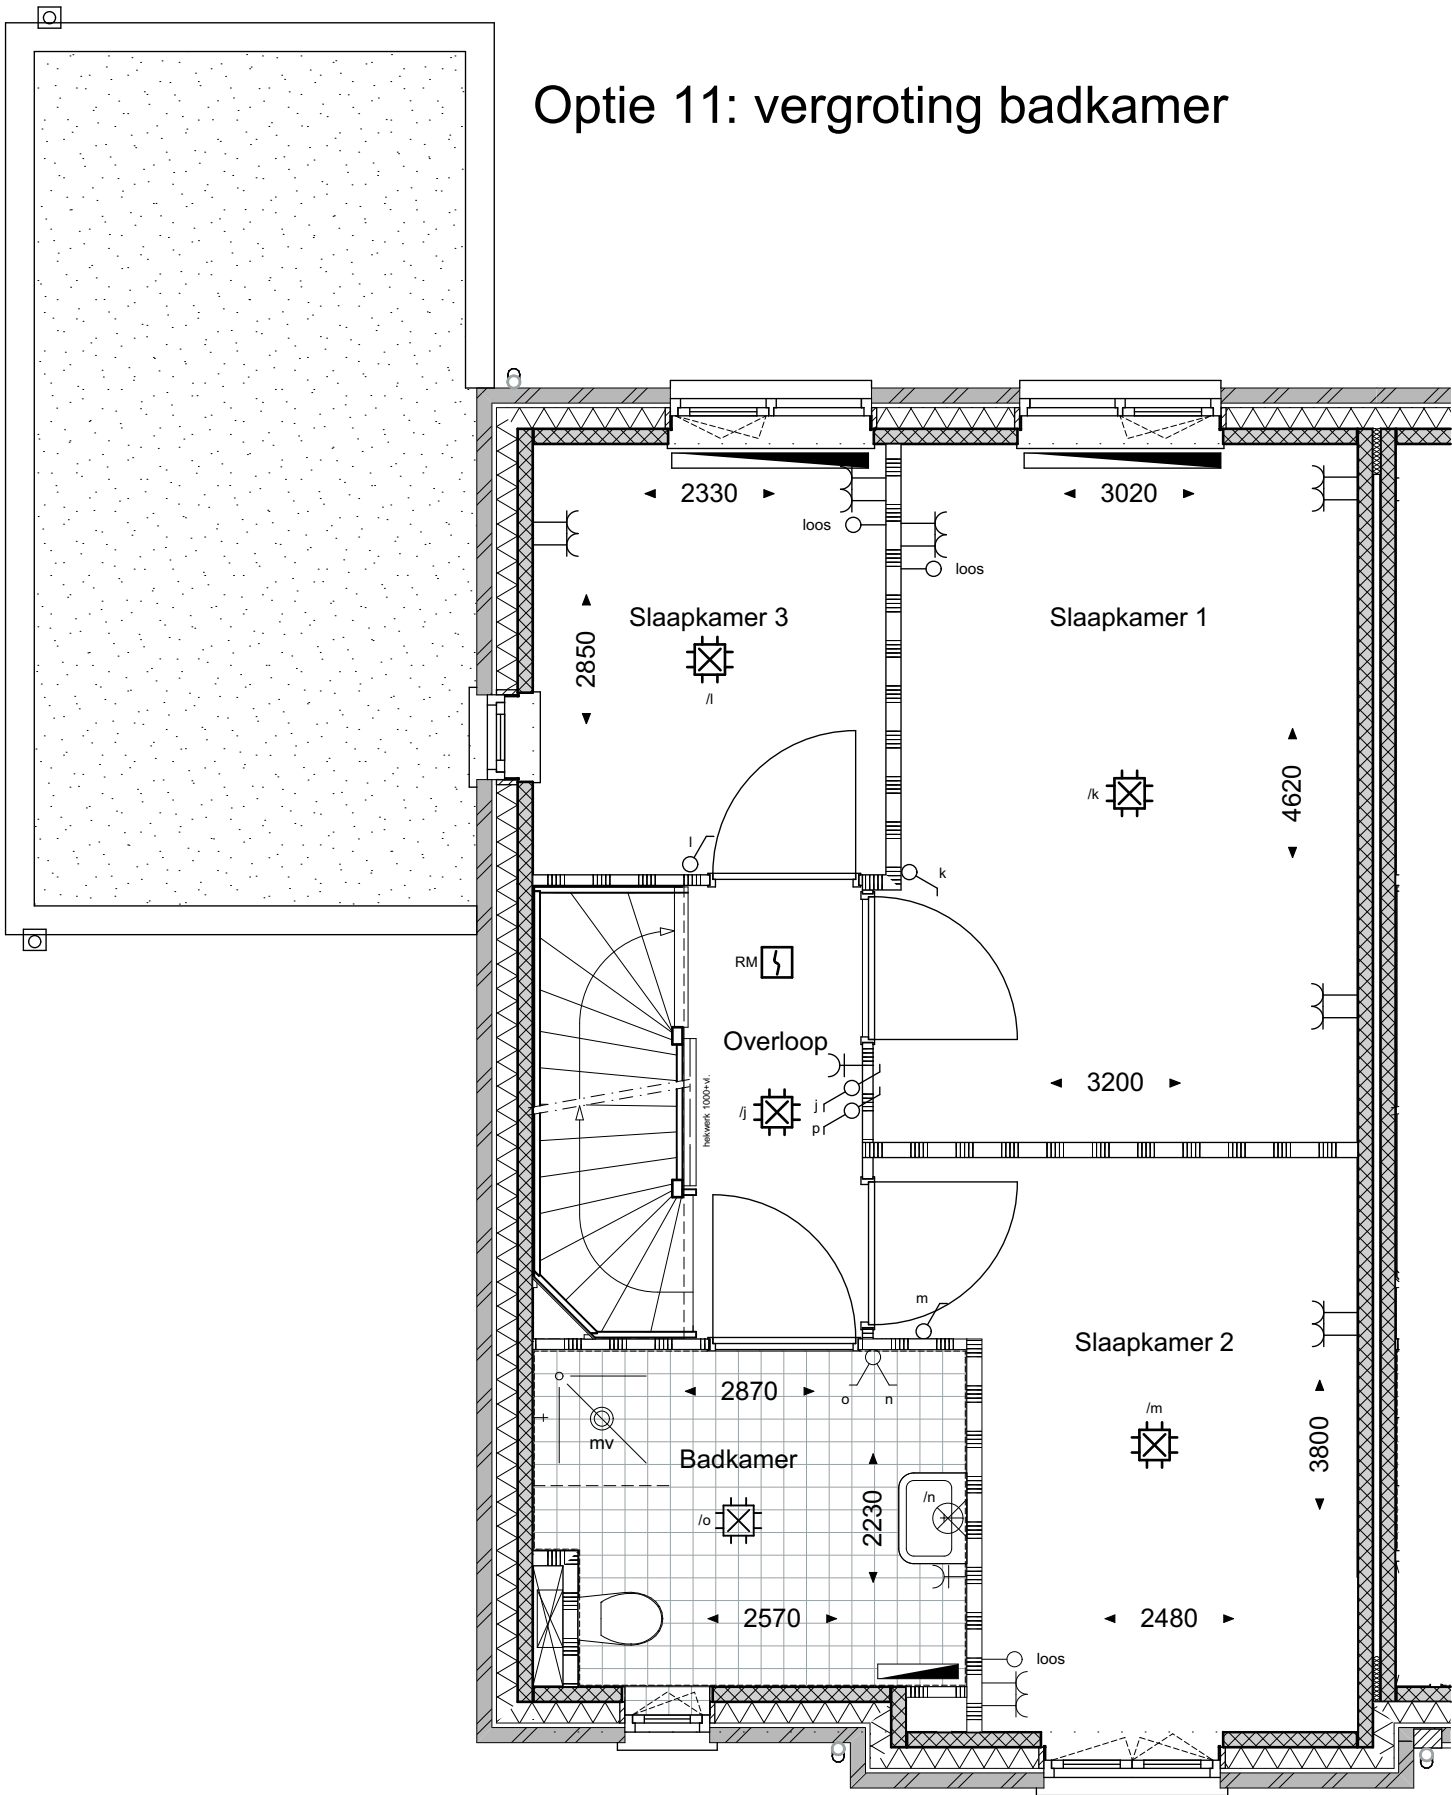 Optie 11: vergroting badkamer
2330
3020
loos
loos
Slaapkamer 3
Slaapkamer 1
2850
/l
/k
4620
l
k
RM
Overloop
3200
/j
j
p
hekwerk 1000+vl.
m
Slaapkamer 2
2870
o
n
mv
Badkamer
/m
3800
/n
/o
2230
2570
2480
loos